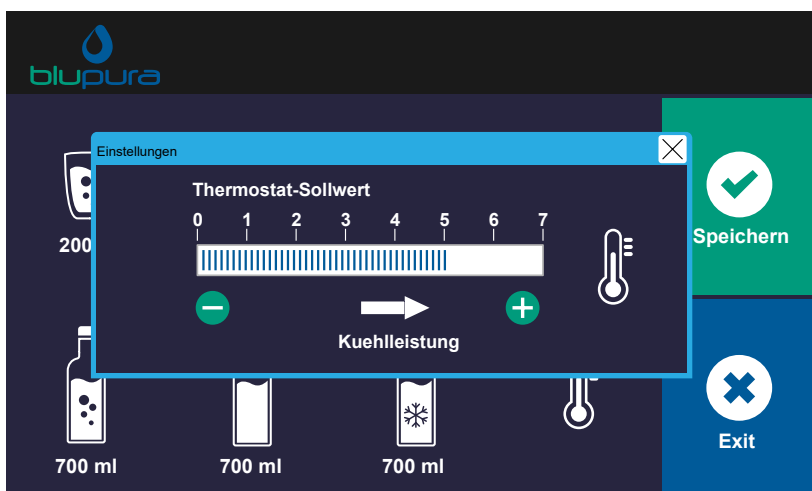 blupura
Einstellungen
Thermostat-Sollwert
0 1 2 3 4 5 6 7
Kuehlleistung
200
Speichern
Exit
700 ml 700 ml 700 ml